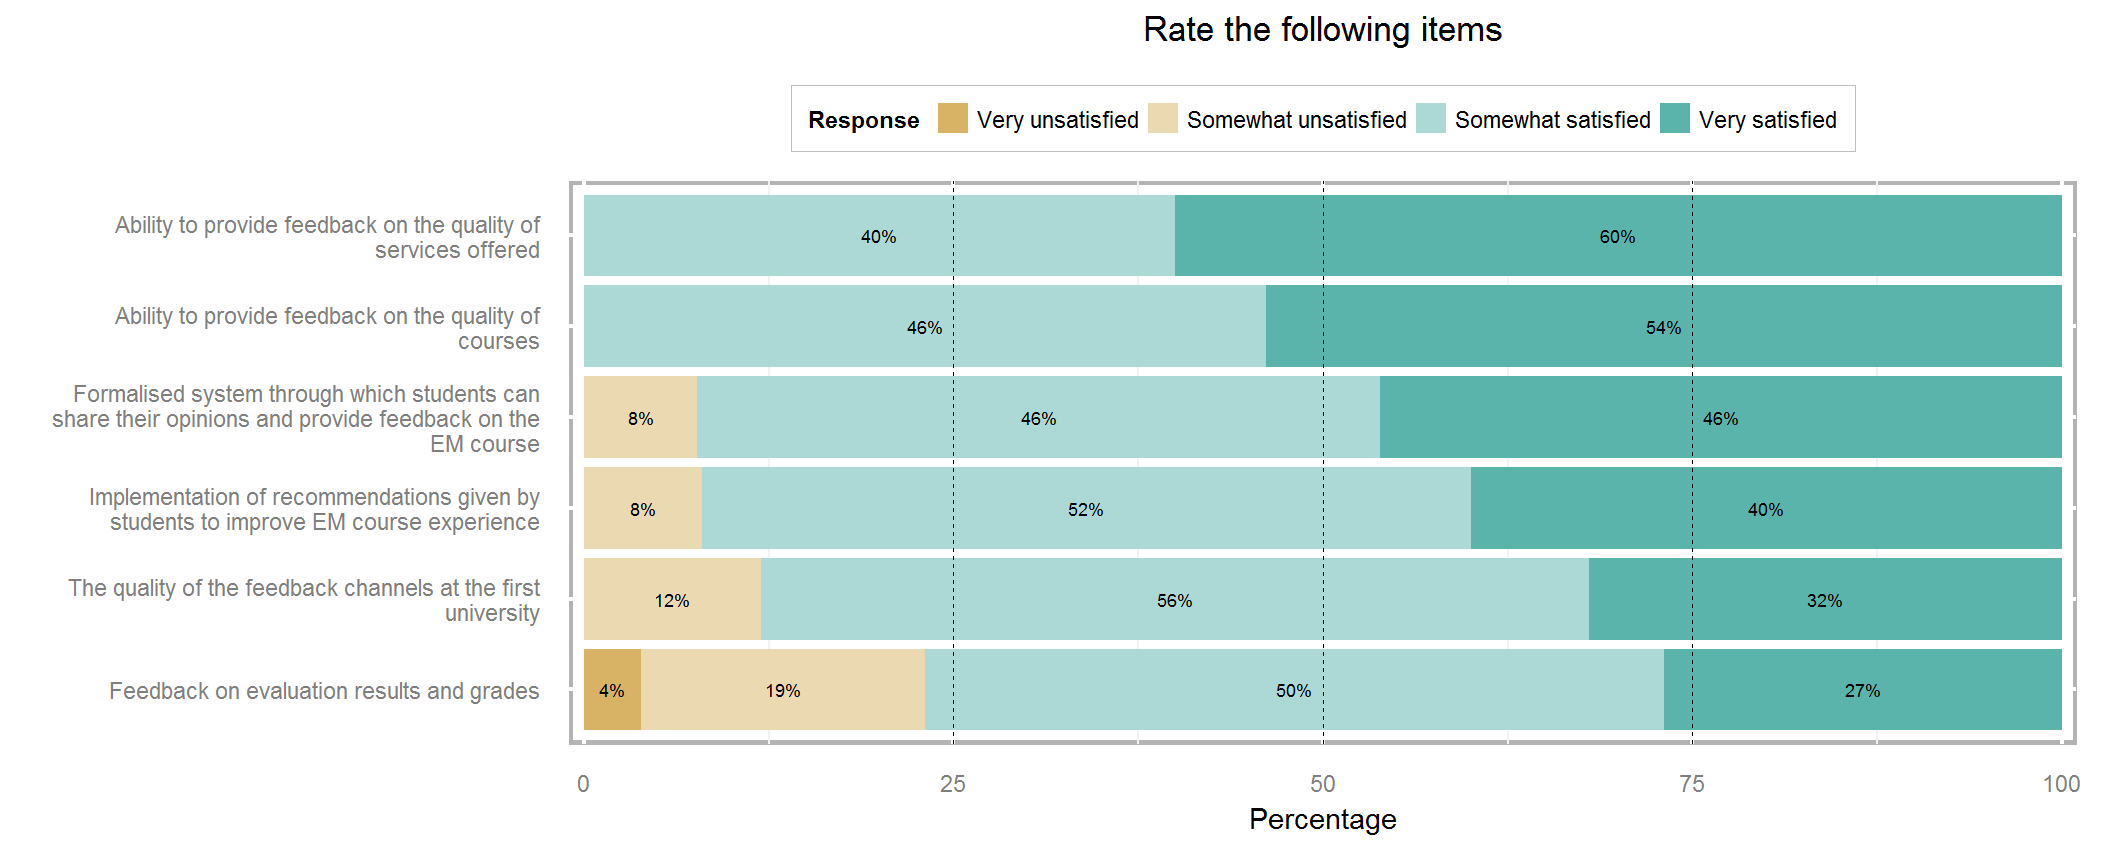 Rate the following items
Response Very unsatisfied Somewhat unsatisfied Somewhat satisfied Very satisfied
Ability to provide feedback on the quality of
services offered
40% 60%
Ability to provide feedback on the quality of
courses
46% 54%
Formalised system through which students can
share their opinions and provide feedback on the
EM course
8% 46% 46%
Implementation of recommendations given by
students to improve EM course experience
8% 52% 40%
The quality of the feedback channels at the first
university
12% 56% 32%
Feedback on evaluation results and grades
4% 19% 50% 27%
0 25 50 75 100
Percentage